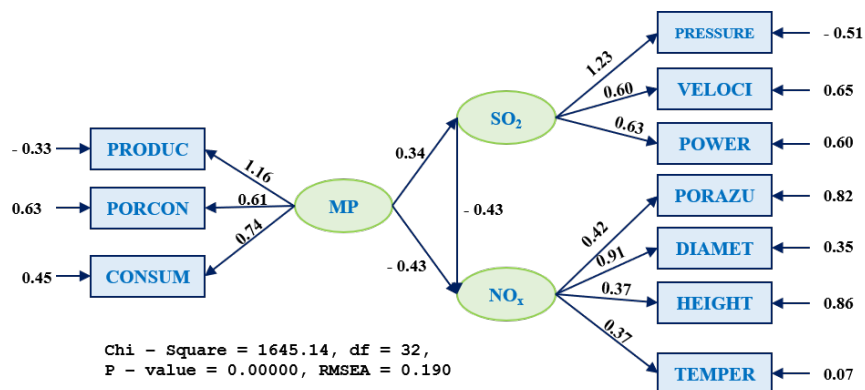 PRESSURE
- 0.51
1.23
VELOCI
0.65
0.60
SO₂
POWER
0.60
0.63
- 0.33
PRODUC
1.16
0.34
PORAZU
0.82
0.42
0.63
PORCON
0.61
MP
- 0.43
DIAMET
0.35
0.91
0.74
- 0.43
0.45
CONSUM
NOₓ
HEIGHT
0.86
0.37
0.37
TEMPER
0.07
Chi – Square = 1645.14, df = 32,
P – value = 0.00000, RMSEA = 0.190